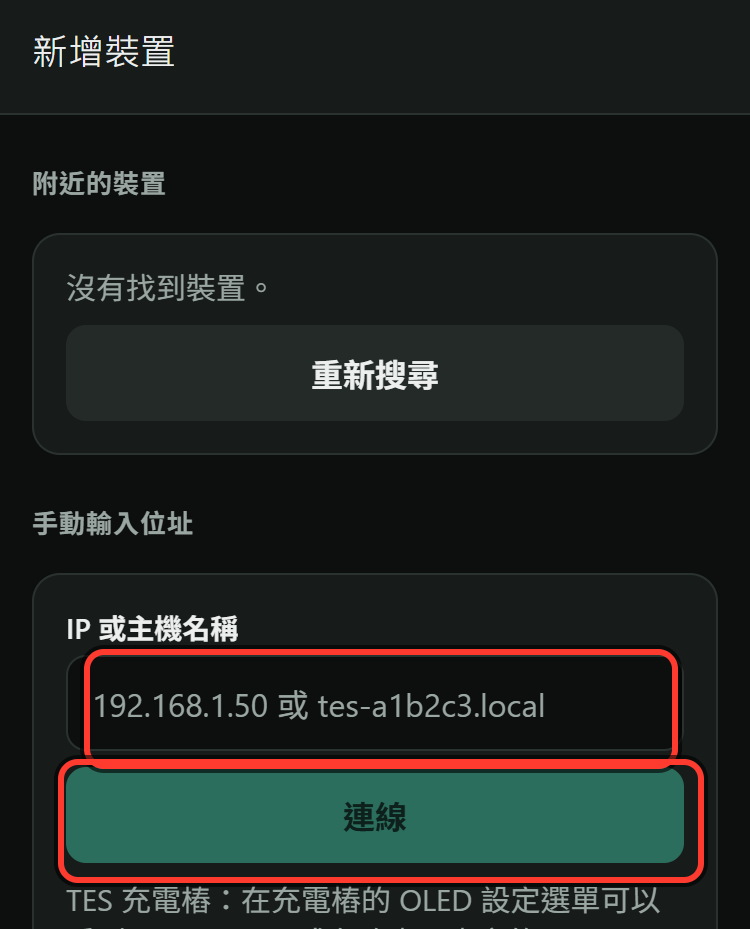 新增裝置
附近的裝置
沒有找到裝置。
重新搜尋
手動輸入位址
IP 或主機名稱
192.168.1.50 或 tes-a1b2c3.local
連線
TES 充電樁：在充電樁的 OLED 設定選單可以